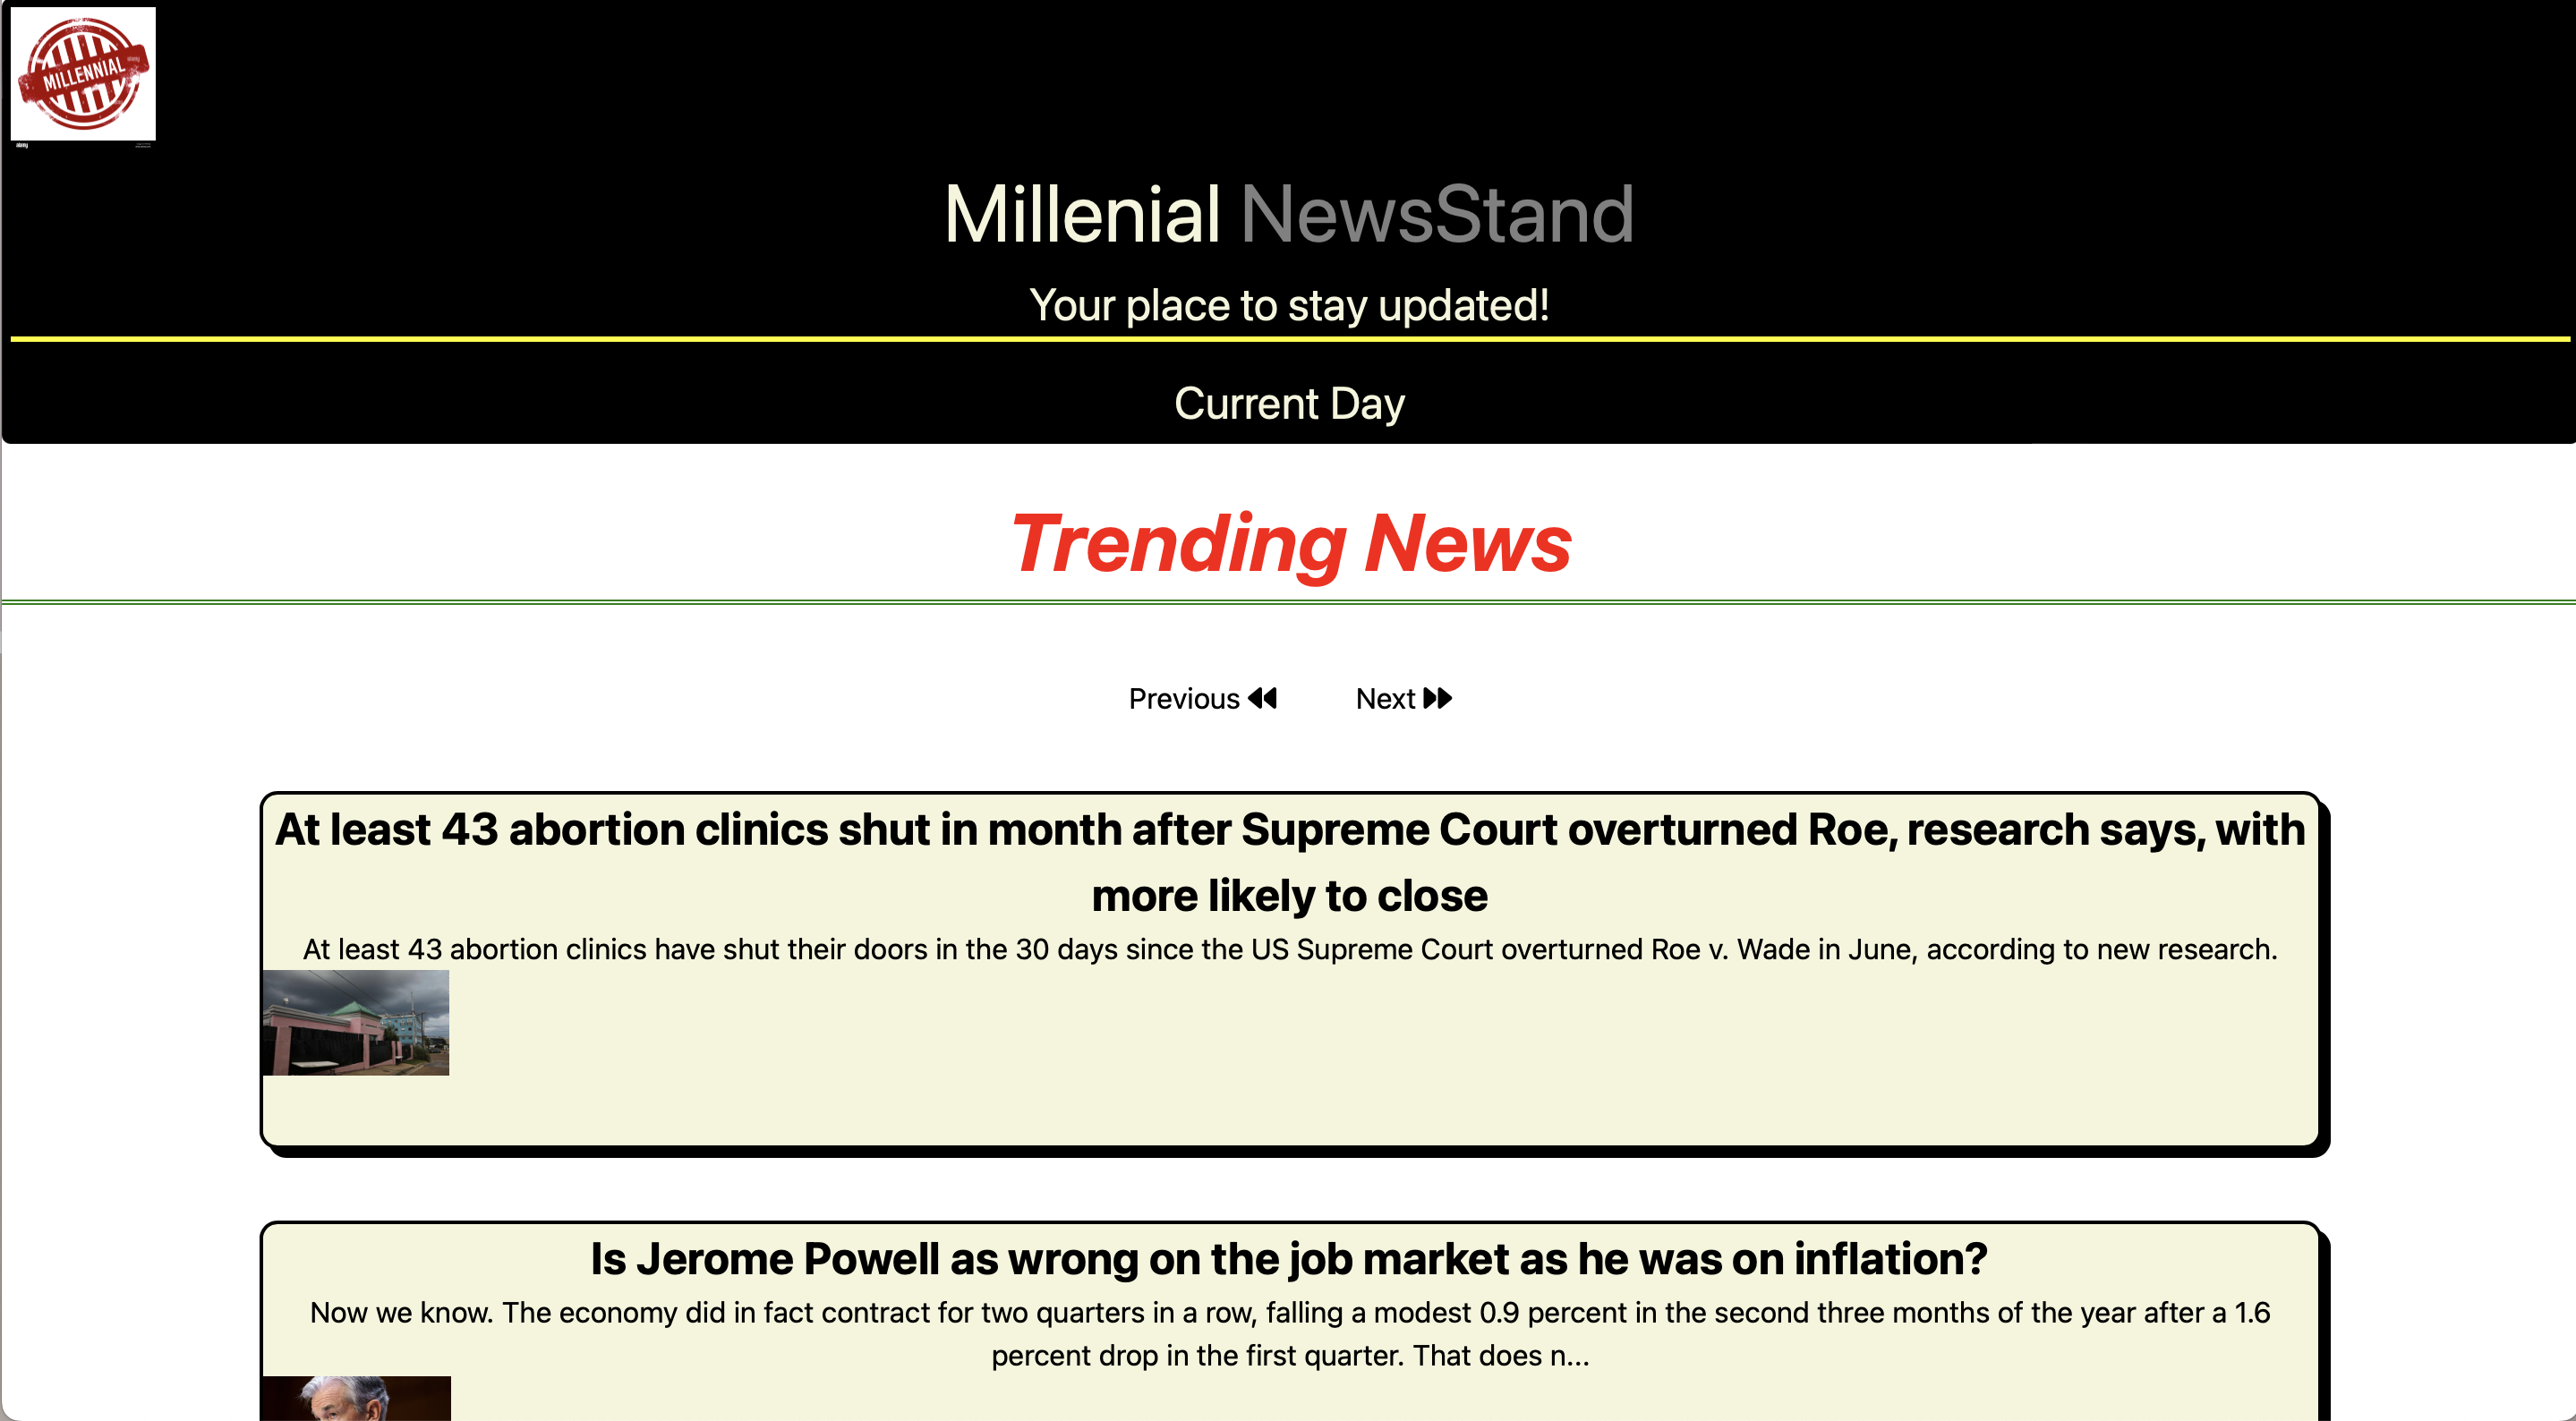 MILLENNIAL
alamy
Millenial NewsStand
Your place to stay updated!
Current Day
Trending News
Previous Next
At least 43 abortion clinics shut in month after Supreme Court overturned Roe, research says, with
more likely to close
At least 43 abortion clinics have shut their doors in the 30 days since the US Supreme Court overturned Roe v. Wade in June, according to new research.
Is Jerome Powell as wrong on the job market as he was on inflation?
Now we know. The economy did in fact contract for two quarters in a row, falling a modest 0.9 percent in the second three months of the year after a 1.6
percent drop in the first quarter. That does n...